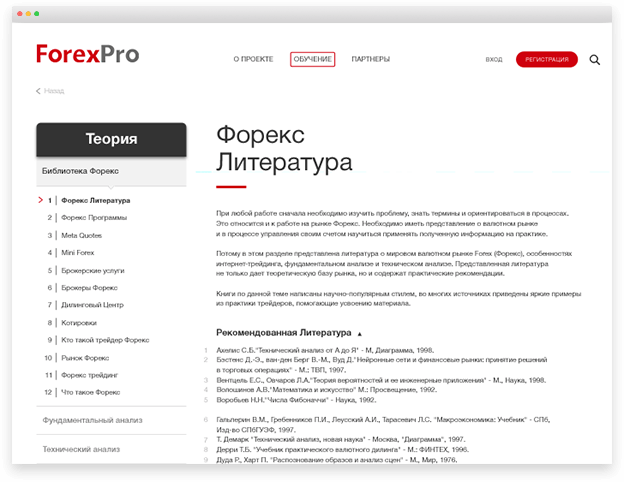 ForexPro
О ПРОЕКТЕ ОБУЧЕНИЕ ПАРТНЕРЫ ВХОД РЕГИСТРАЦИЯ
Назад
Теория
Библиотека Форекс
1 Форекс Литература
2 Форекс Программы
3 Meta Quotes
4 Mini Forex
5 Брокерские услуги
6 Брокеры Форекс
7 Дилинговый Центр
8 Котировки
9 Кто такой трейдер Форекс
10 Рынок Форекс
11 Форекс трейдинг
12 Что такое Форекс
Фундаментальный анализ
Технический анализ
Форекс
Литература
При любой работе сначала необходимо изучить проблему, знать термины и ориентироваться в процессах.
Это относится и к работе на рынке Форекс. Необходимо иметь представление о валютном рынке
и в процессе управления своим счетом научиться применять полученную информацию на практике.
Потому в этом разделе представлена литература о мировом валютном рынке Forex (Форекс), особенностях
интернет-трейдинга, фундаментальном анализе и техническом анализе. Представленная литература
не только дает теоретическую базу рынка, но и содержат практические рекомендации.
Книги по данной теме написаны научно-популярным стилем, во многих источниках приведены яркие примеры
из практики трейдеров, помогающие усвоению материала.
Рекомендованная Литература ▲
1 Ахелис С.Б."Технический анализ от А до Я" - М, Диаграмма, 1998.
2 Бэстенс Д.-Э., ван-ден Берг В.-М., Вуд Д."Нейронные сети и финансовые рынки: принятие решений
в торговых операциях" - М.: ТВП, 1997.
3 Вентцель Е.С., Овчаров Л.А."Теория вероятностей и ее инженерные приложения" - М., Наука, 1998.
4 Волошинов А.В."Математика и искусство" М.: Просвещение, 1992.
5 Воробьев Н.Н."Числа Фибоначчи" - Наука, 1992.
6 Гальперин В.М., Гребенников П.И., Леусский А.И., Тарасевич Л.С. "Макроэкономика: Учебник" - СПб,
Изд-во СПбГУЭФ, 1997.
7 Т. Демарк "Технический анализ, новая наука" - Москва, "Диаграмма", 1997.
8 Дерри Т.Б. "Учебник практического валютного дилинга" - М.: ФИНТЕХ, 1996.
9 Дуда Р., Харт П. "Распознование образов и анализ сцен" - М., Мир, 1976.